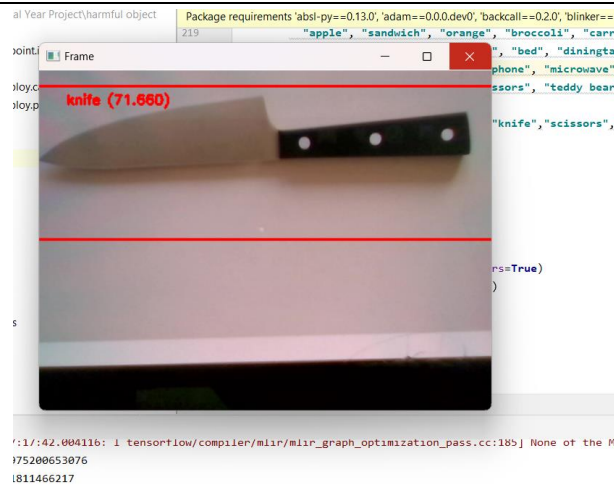 al Year Project\harmful object
Package requirements 'absl-py==0.13.0', 'adam==0.0.0.dev0', 'backcall==0.2.0', 'blinker==
219
"apple", "sandwich", "orange", "broccoli", "carr
point.i
Frame
", "bed", "diningta
phone", "microwave"
ploy.ca
ssors", "teddy bear
ploy.p
knife (71.660)
"knife","scissors",
rs=True)
)
s
7:17:42.004116: I tensorflow/compiler/mlir/mlir_graph_optimization_pass.cc:185] None of the M
975200653076
1811466217